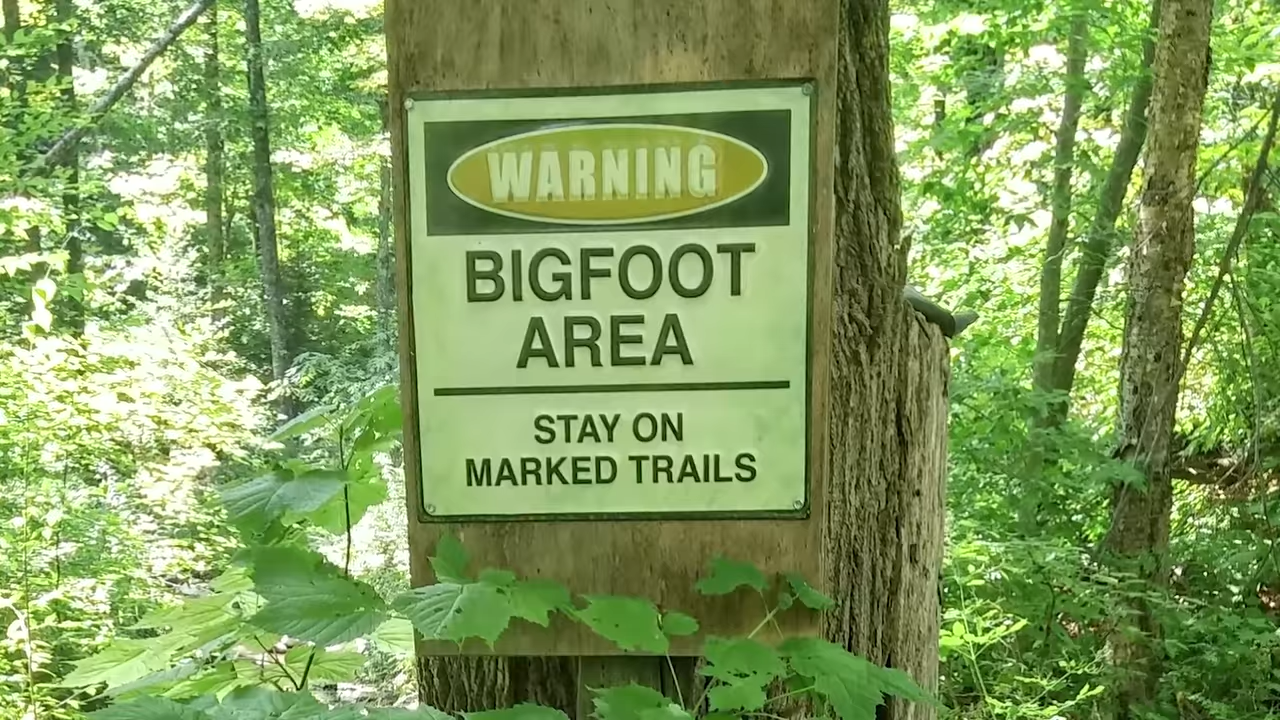 WARNING
BIGFOOT
AREA
STAY ON
MARKED TRAILS